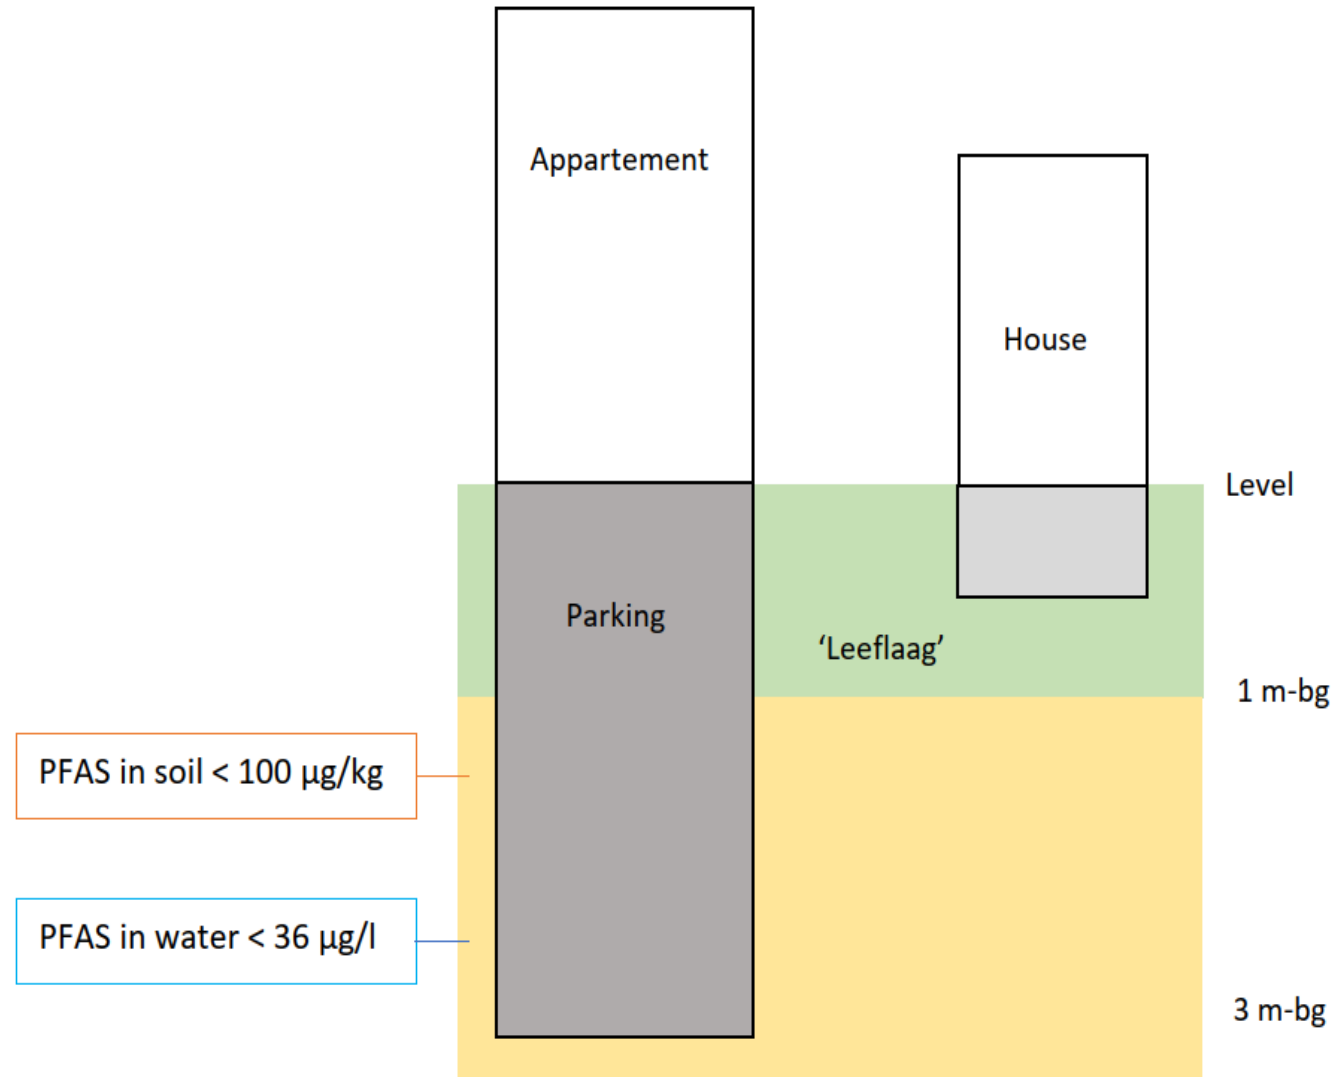 Appartement
House
Level
Parking
‘Leeflaag’
1 m-bg
PFAS in soil < 100 µg/kg
PFAS in water < 36 µg/l
3 m-bg